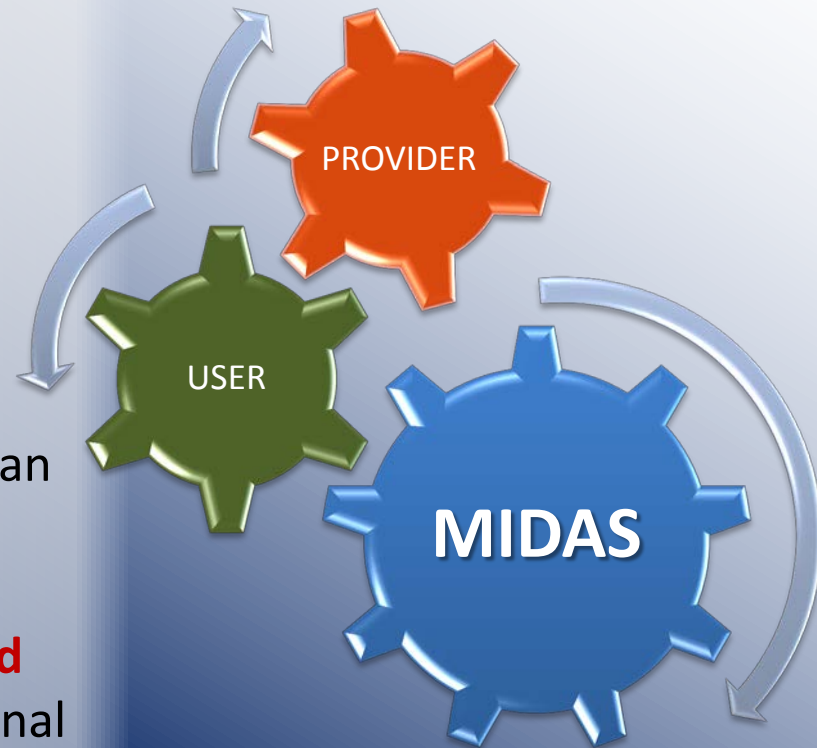 PROVIDER
USER
an
MIDAS
d
nal